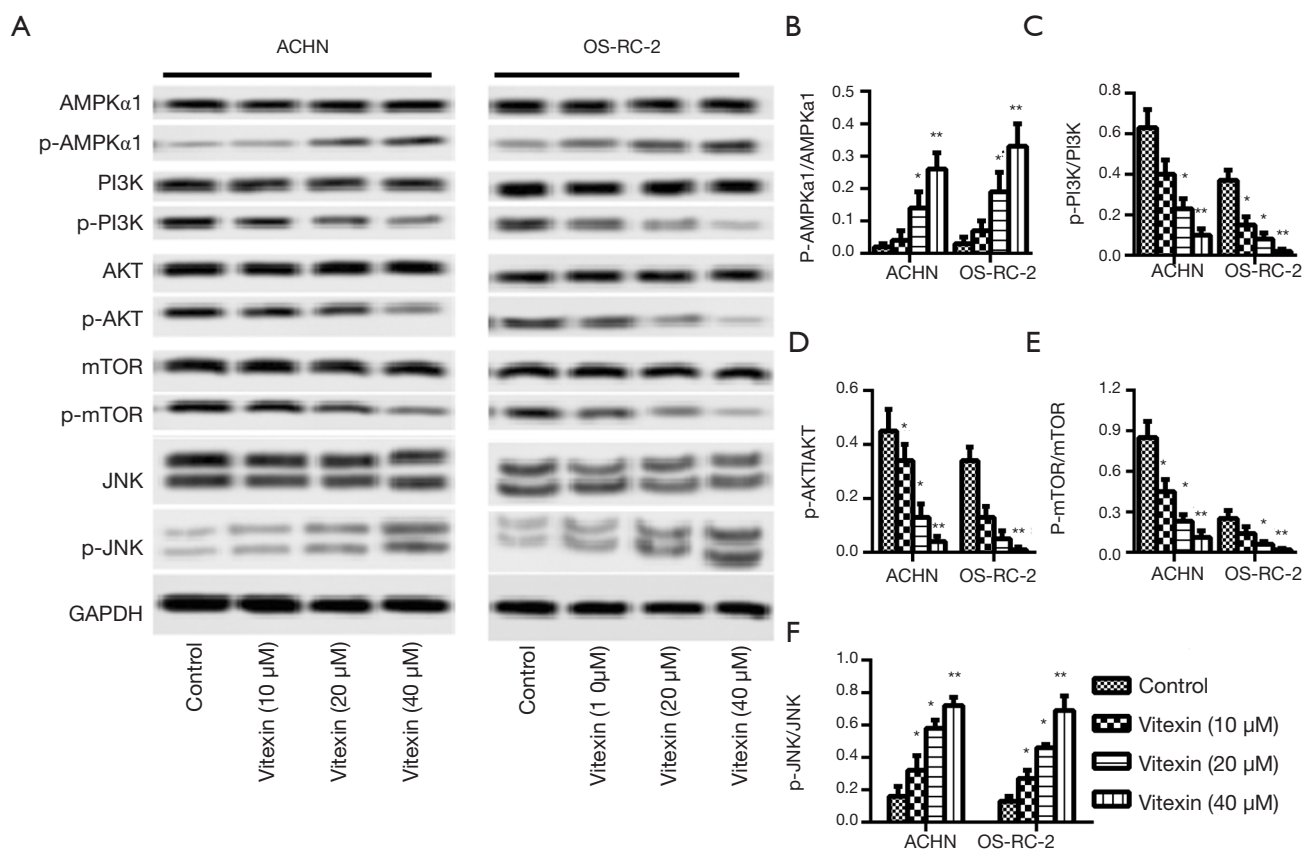 A
ACHN
OS-RC-2
AMPKα1
p-AMPKα1
PI3K
p-PI3K
AKT
p-AKT
mTOR
p-mTOR
JNK
p-JNK
GAPDH
Control
Vitexin (10 µM)
Vitexin (20 µM)
Vitexin (40 µM)
Control
Vitexin (1 0µM)
Vitexin (20 µM)
Vitexin (40 µM)
B
P-AMPKa1/AMPKa1
0.5
0.4
0.3
0.2
0.1
0.0
* ** *' **
ACHN OS-RC-2
C
p-PI3K/PI3K
0.8
0.6
0.4
0.2
0.0
* ** * * **
ACHN OS-RC-2
D
p-AKTIAKT
0.6
0.4
0.2
0.0
* * ** **
ACHN OS-RC-2
E
P-mTOR/mTOR
1.2
0.9
0.6
0.3
0.0
* * ** * **
ACHN OS-RC-2
F
p-JNK/JNK
1.0
0.8
0.6
0.4
0.2
0.0
* * ** * * **
ACHN OS-RC-2
Control
Vitexin (10 µM)
Vitexin (20 µM)
Vitexin (40 µM)